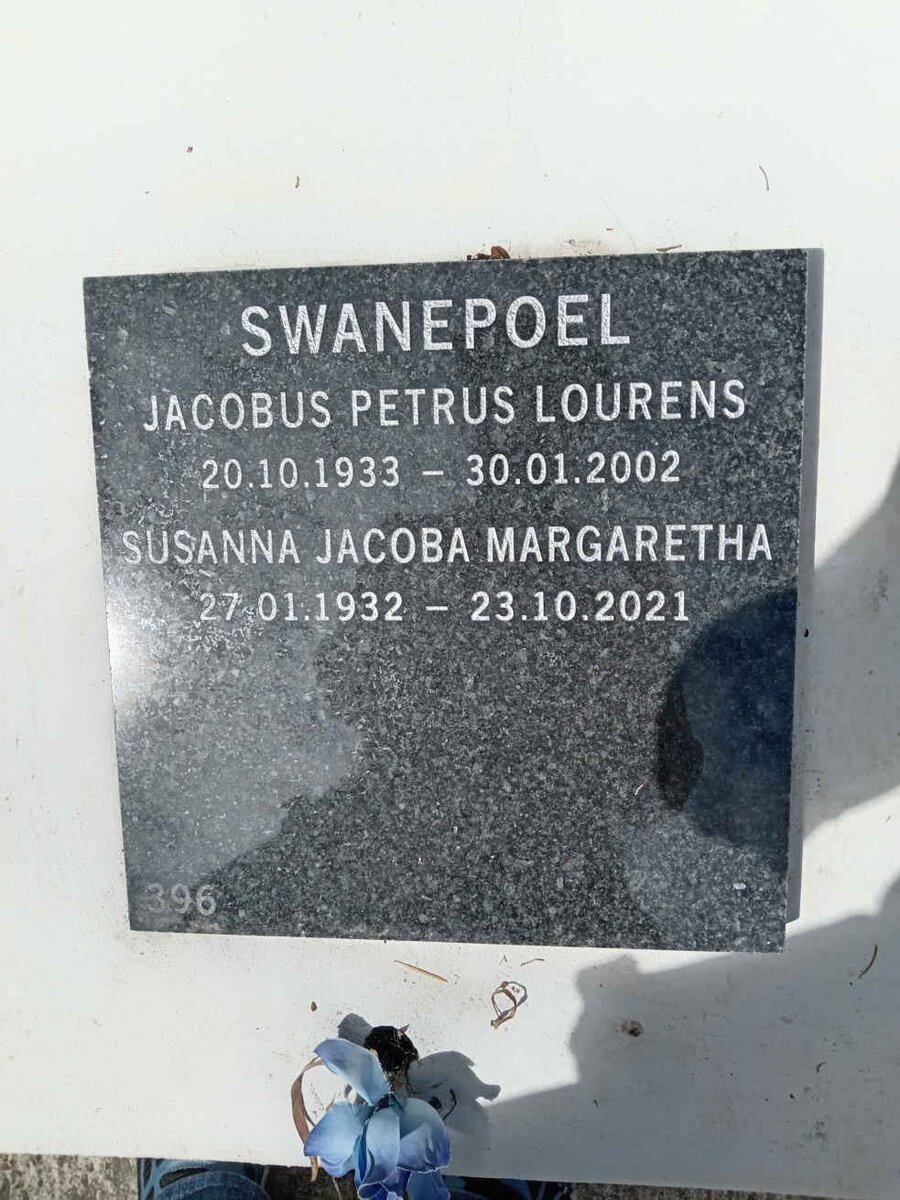 SWANEPOEL
JACOBUS PETRUS LOURENS
20.10.1933 – 30.01.2002
SUSANNA JACOBA MARGARETHA
27.01.1932 – 23.10.2021
396